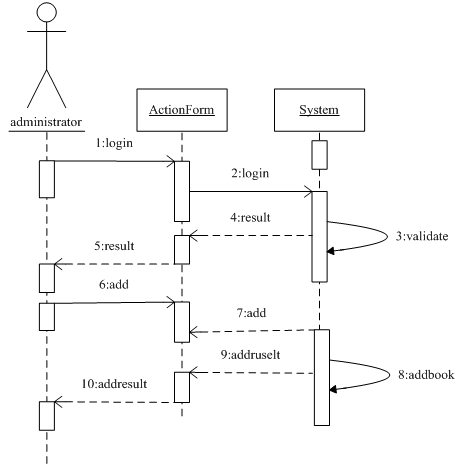 administrator
ActionForm
System
1:login
2:login
3:validate
4:result
5:result
6:add
7:add
8:addbook
9:addruselt
10:addresult